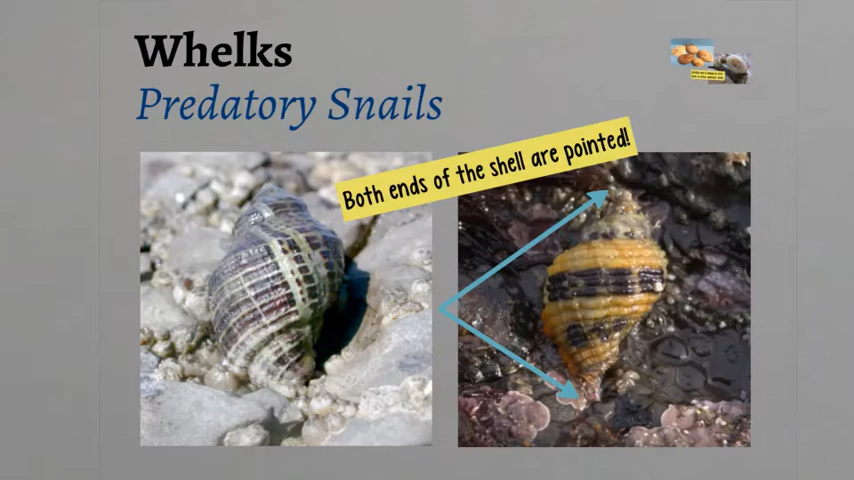 Whelks
Predatory Snails
Both ends of the shell are pointed!